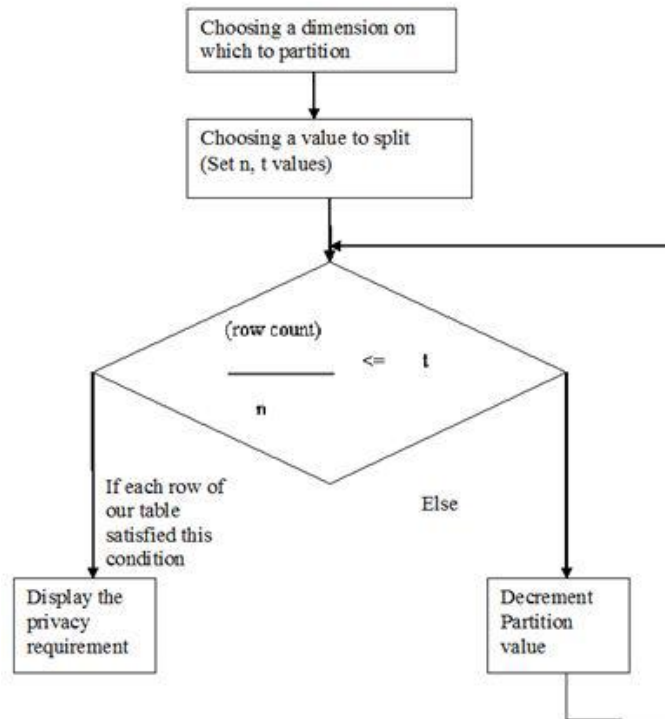 Choosing a dimension on
which to partition
Choosing a value to split
(Set n, t values)
(row count)
<= t
n
If each row of
our table
satisfied this
condition
Else
Display the
privacy
requirement
Decrement
Partition
value